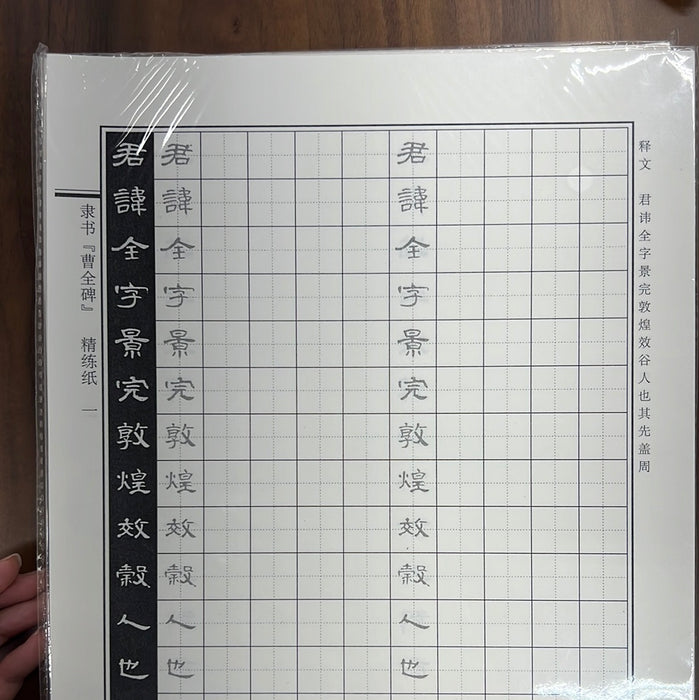 释文 君讳全字景完敦煌效谷人也其先盖周
君諱全字景完敦煌效穀人也
君諱全字景完敦煌效穀人也
君諱全字景完敦煌效穀人也
隶书『曹全碑』 精练纸 一